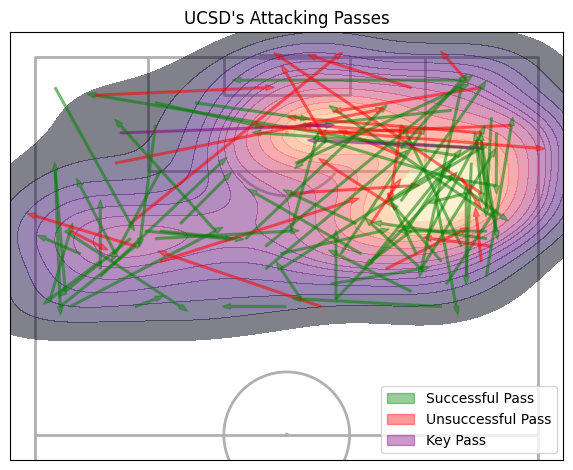 UCSD's Attacking Passes
Successful Pass
Unsuccessful Pass
Key Pass